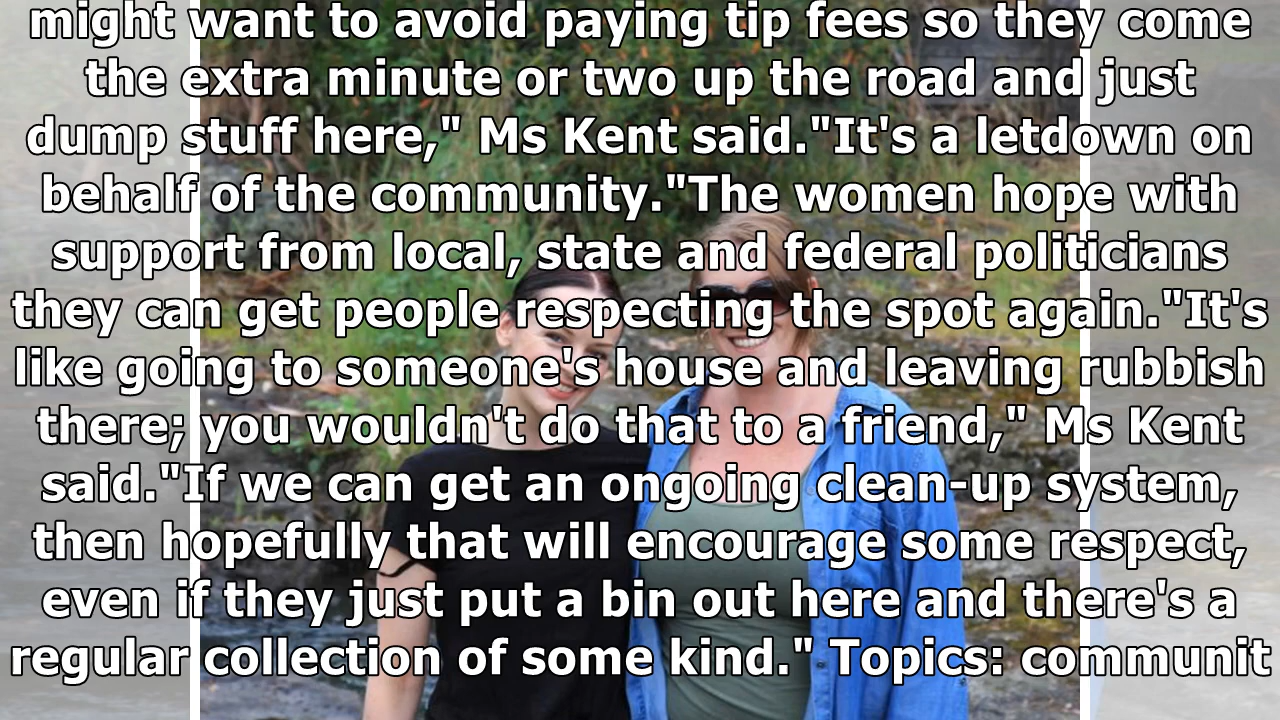 might want to avoid paying tip fees so they come
the extra minute or two up the road and just
dump stuff here," Ms Kent said."It's a letdown on
behalf of the community."The women hope with
support from local, state and federal politicians
they can get people respecting the spot again."It's
like going to someone's house and leaving rubbish
there; you wouldn't do that to a friend," Ms Kent
said."If we can get an ongoing clean-up system,
then hopefully that will encourage some respect,
even if they just put a bin out here and there's a
regular collection of some kind." Topics: communit